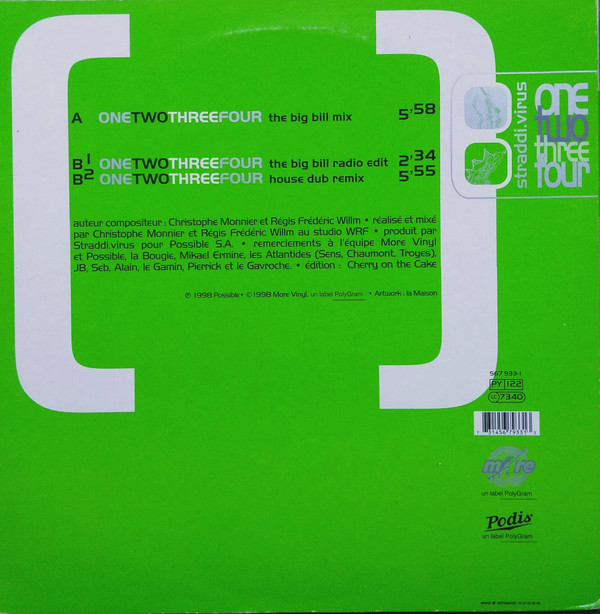 A ONETWOTHREEFOUR the big bill mix 5'58
B1 ONETWOTHREEFOUR the big bill radio edit 2'34
B2 ONETWOTHREEFOUR house dub remix 5'55
auteur compositeur : Christophe Monnier et Régis Frédéric Willm • réalisé et mixé
par Christophe Monnier et Régis Frédéric Willm au studio WRF • produit par
Straddi.virus pour Possible S.A. • remerciements à l'équipe More Vinyl
et Possible, la Bougie, Mikael Ermine, les Atlantides (Sens, Chaumont, Troyes),
JB, Seb, Alain, le Gamin, Pierrick et le Gavroche. • édition : Cherry on the Cake
℗ 1998 Possible • © 1998 More Vinyl, un label PolyGram • Artwork : la Maison
straddi.virus
one
two
three
four
567 933-1
PY 122
LC 7340
more
un label PolyGram
Podis
un label PolyGram